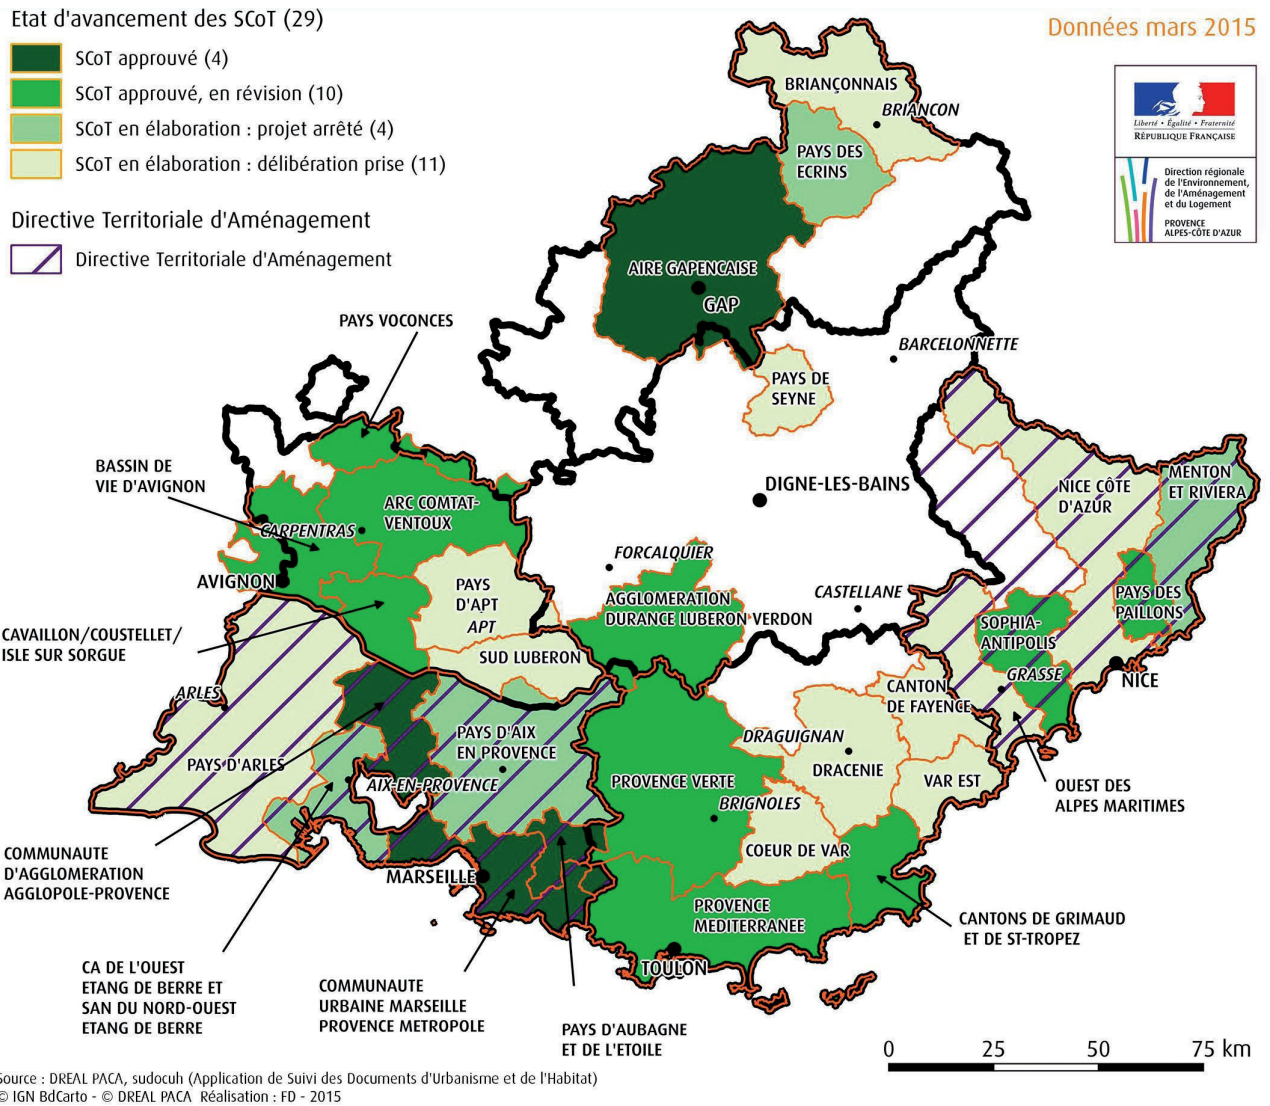 Etat d'avancement des SCoT (29)
SCoT approuvé (4)
SCoT approuvé, en révision (10)
SCoT en élaboration : projet arrêté (4)
SCoT en élaboration : délibération prise (11)
Directive Territoriale d'Aménagement
Directive Territoriale d'Aménagement
Données mars 2015
Liberté • Égalité • Fraternité
RÉPUBLIQUE FRANÇAISE
Direction régionale
de l'Environnement,
de l'Aménagement
et du Logement
PROVENCE
ALPES-CÔTE D'AZUR
BRIANÇONNAIS
BRIANCON
PAYS DES
ECRINS
AIRE GAPENCAISE
GAP
PAYS VOCONCES
BARCELONNETTE
PAYS DE
SEYNE
BASSIN DE
VIE D'AVIGNON
ARC COMTAT-
VENTOUX
CARPENTRAS
DIGNE-LES-BAINS
NICE CÔTE
D'AZUR
MENTON
ET RIVIERA
FORCALQUIER
AVIGNON
PAYS
D'APT
APT
AGGLOMERATION
DURANCE LUBERON VERDON
CASTELLANE
PAYS DES
PAILLONS
SOPHIA-
ANTIPOLIS
CAVAILLON/COUSTELLET/
ISLE SUR SORGUE
SUD LUBERON
GRASSE
NICE
ARLES
CANTON
DE FAYENCE
PAYS D'ARLES
PAYS D'AIX
EN PROVENCE
AIX-EN-PROVENCE
DRAGUIGNAN
DRACENIE
PROVENCE VERTE
BRIGNOLES
VAR EST
OUEST DES
ALPES MARITIMES
COEUR DE VAR
COMMUNAUTE
D'AGGLOMERATION
AGGLOPOLE-PROVENCE
MARSEILLE
PROVENCE
MEDITERRANEE
CANTONS DE GRIMAUD
ET DE ST-TROPEZ
TOULON
CA DE L'OUEST
ETANG DE BERRE ET
SAN DU NORD-OUEST
ETANG DE BERRE
COMMUNAUTE
URBAINE MARSEILLE
PROVENCE METROPOLE
PAYS D'AUBAGNE
ET DE L'ETOILE
0 25 50 75 km
Source : DREAL PACA, sudocuh (Application de Suivi des Documents d'Urbanisme et de l'Habitat)
© IGN BdCarto - © DREAL PACA Réalisation : FD - 2015